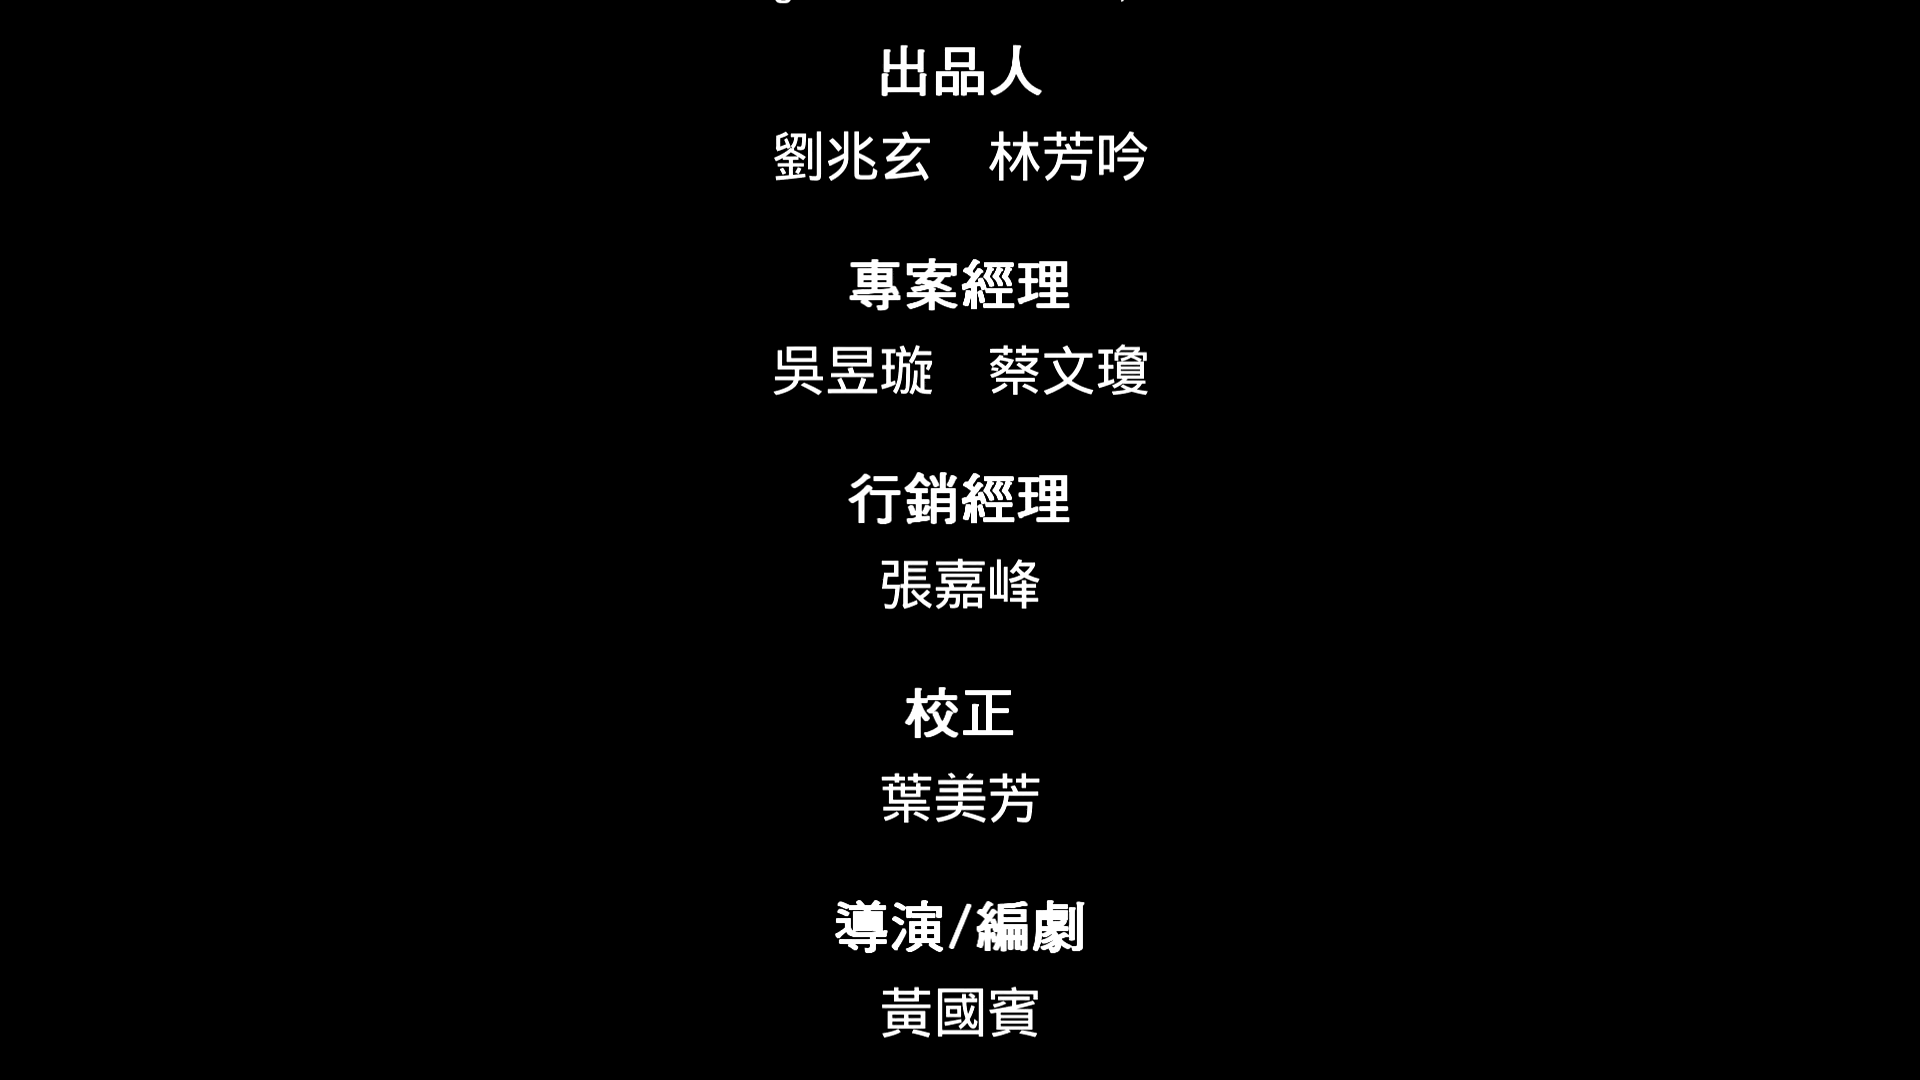 出品人
劉兆玄　林芳吟
專案經理
吳昱璇　蔡文瓊
行銷經理
張嘉峰
校正
葉美芳
導演/編劇
黃國賓